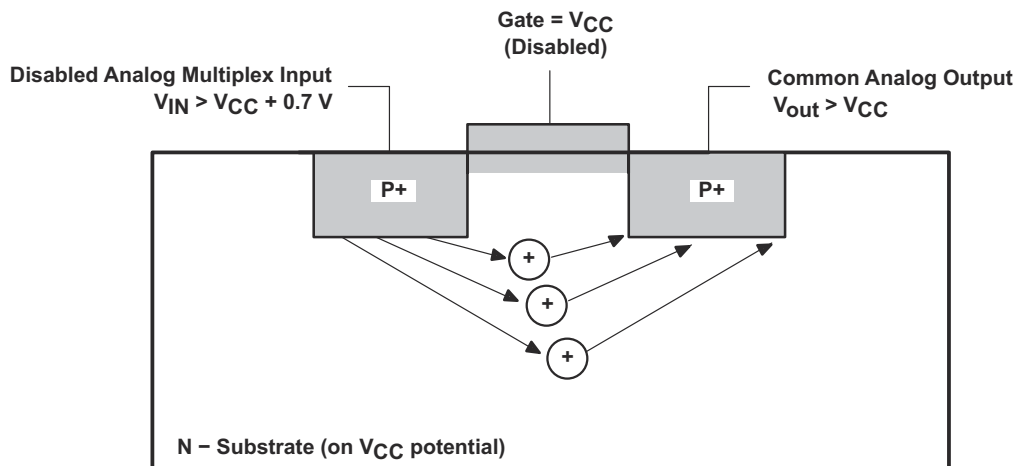 Gate = VCC
(Disabled)
Disabled Analog Multiplex Input
VIN > VCC + 0.7 V
Common Analog Output
Vout > VCC
P+
P+
+
+
+
N − Substrate (on VCC potential)